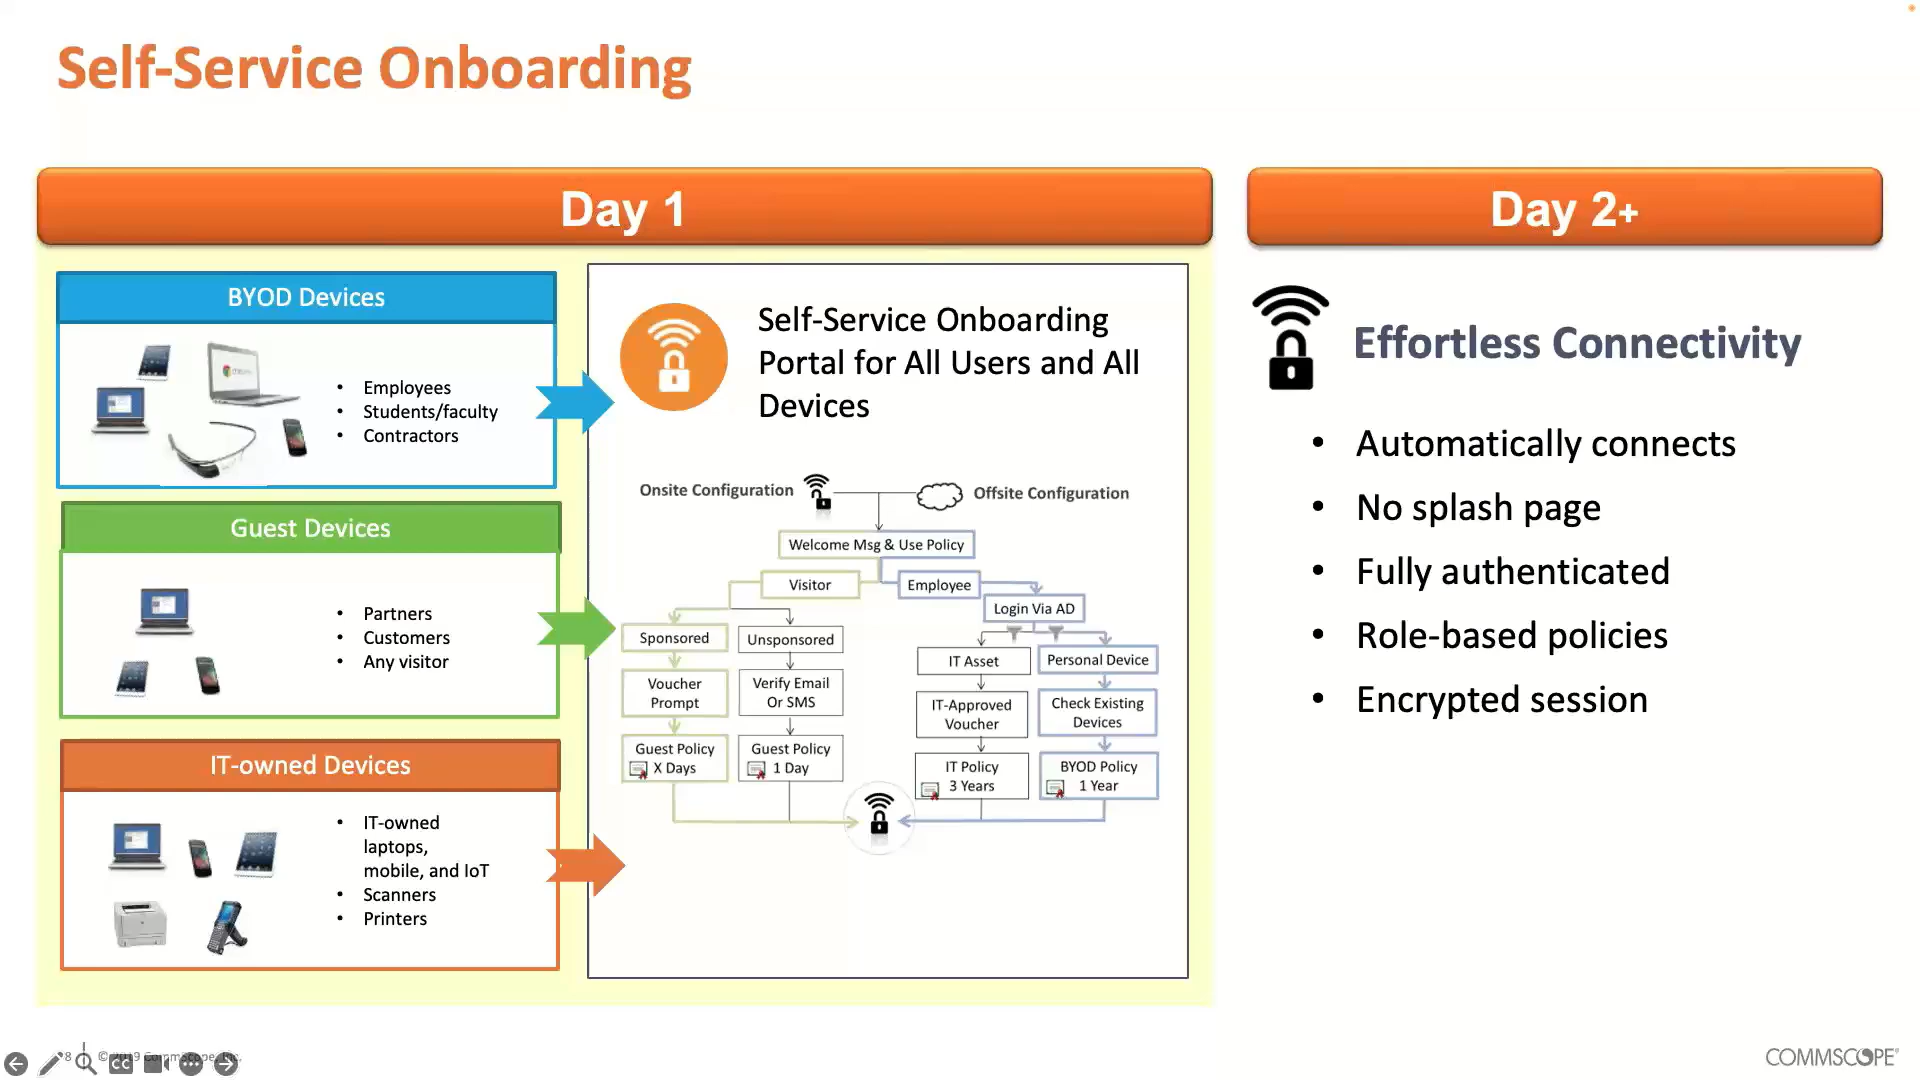 Self-Service Onboarding
Day 1
Day 2+
BYOD Devices
• Employees
• Students/faculty
• Contractors
Guest Devices
• Partners
• Customers
• Any visitor
IT-owned Devices
• IT-owned
laptops,
mobile, and IoT
• Scanners
• Printers
Self-Service Onboarding
Portal for All Users and All
Devices
Onsite Configuration
Offsite Configuration
Welcome Msg & Use Policy
Visitor
Employee
Login Via AD
Sponsored
Unsponsored
IT Asset
Personal Device
Voucher
Prompt
Verify Email
Or SMS
IT-Approved
Voucher
Check Existing
Devices
Guest Policy
X Days
Guest Policy
1 Day
IT Policy
3 Years
BYOD Policy
1 Year
Effortless Connectivity
• Automatically connects
• No splash page
• Fully authenticated
• Role-based policies
• Encrypted session
8
© 2019 CommScope, Inc.
CC
COMMSCOPE®